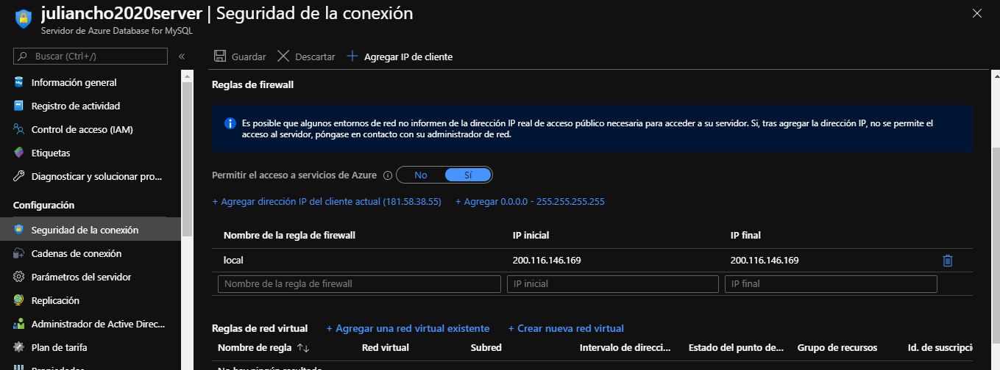 juliancho2020server | Seguridad de la conexión
Servidor de Azure Database for MySQL
Buscar (Ctrl+/)
«
Información general
Registro de actividad
Control de acceso (IAM)
Etiquetas
Diagnosticar y solucionar pro...
Configuración
Seguridad de la conexión
Cadenas de conexión
Parámetros del servidor
Replicación
Administrador de Active Direc...
Plan de tarifa
Propiedades
Guardar
Descartar
Agregar IP de cliente
Reglas de firewall
Es posible que algunos entornos de red no informen de la dirección IP real de acceso público necesaria para acceder a su servidor. Si, tras agregar la dirección IP, no se permite el
acceso al servidor, póngase en contacto con su administrador de red.
Permitir el acceso a servicios de Azure No Sí
+ Agregar dirección IP del cliente actual (181.58.38.55) + Agregar 0.0.0.0 - 255.255.255.255
Nombre de la regla de firewall IP inicial IP final
local 200.116.146.169 200.116.146.169
Nombre de la regla de firewall IP inicial IP final
Reglas de red virtual + Agregar una red virtual existente + Crear nueva red virtual
Nombre de regla ↑↓ Red virtual Subred Intervalo de direcci... Estado del punto de... Grupo de recursos Id. de suscripció
No hay ningún resultado